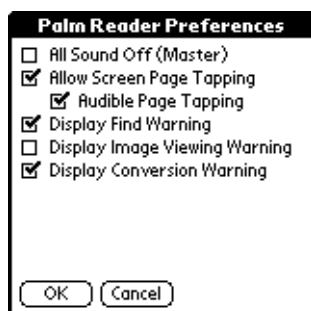 Palm Reader Preferences
All Sound Off (Master)
Allow Screen Page Tapping
Audible Page Tapping
Display Find Warning
Display Image Viewing Warning
Display Conversion Warning
OK Cancel